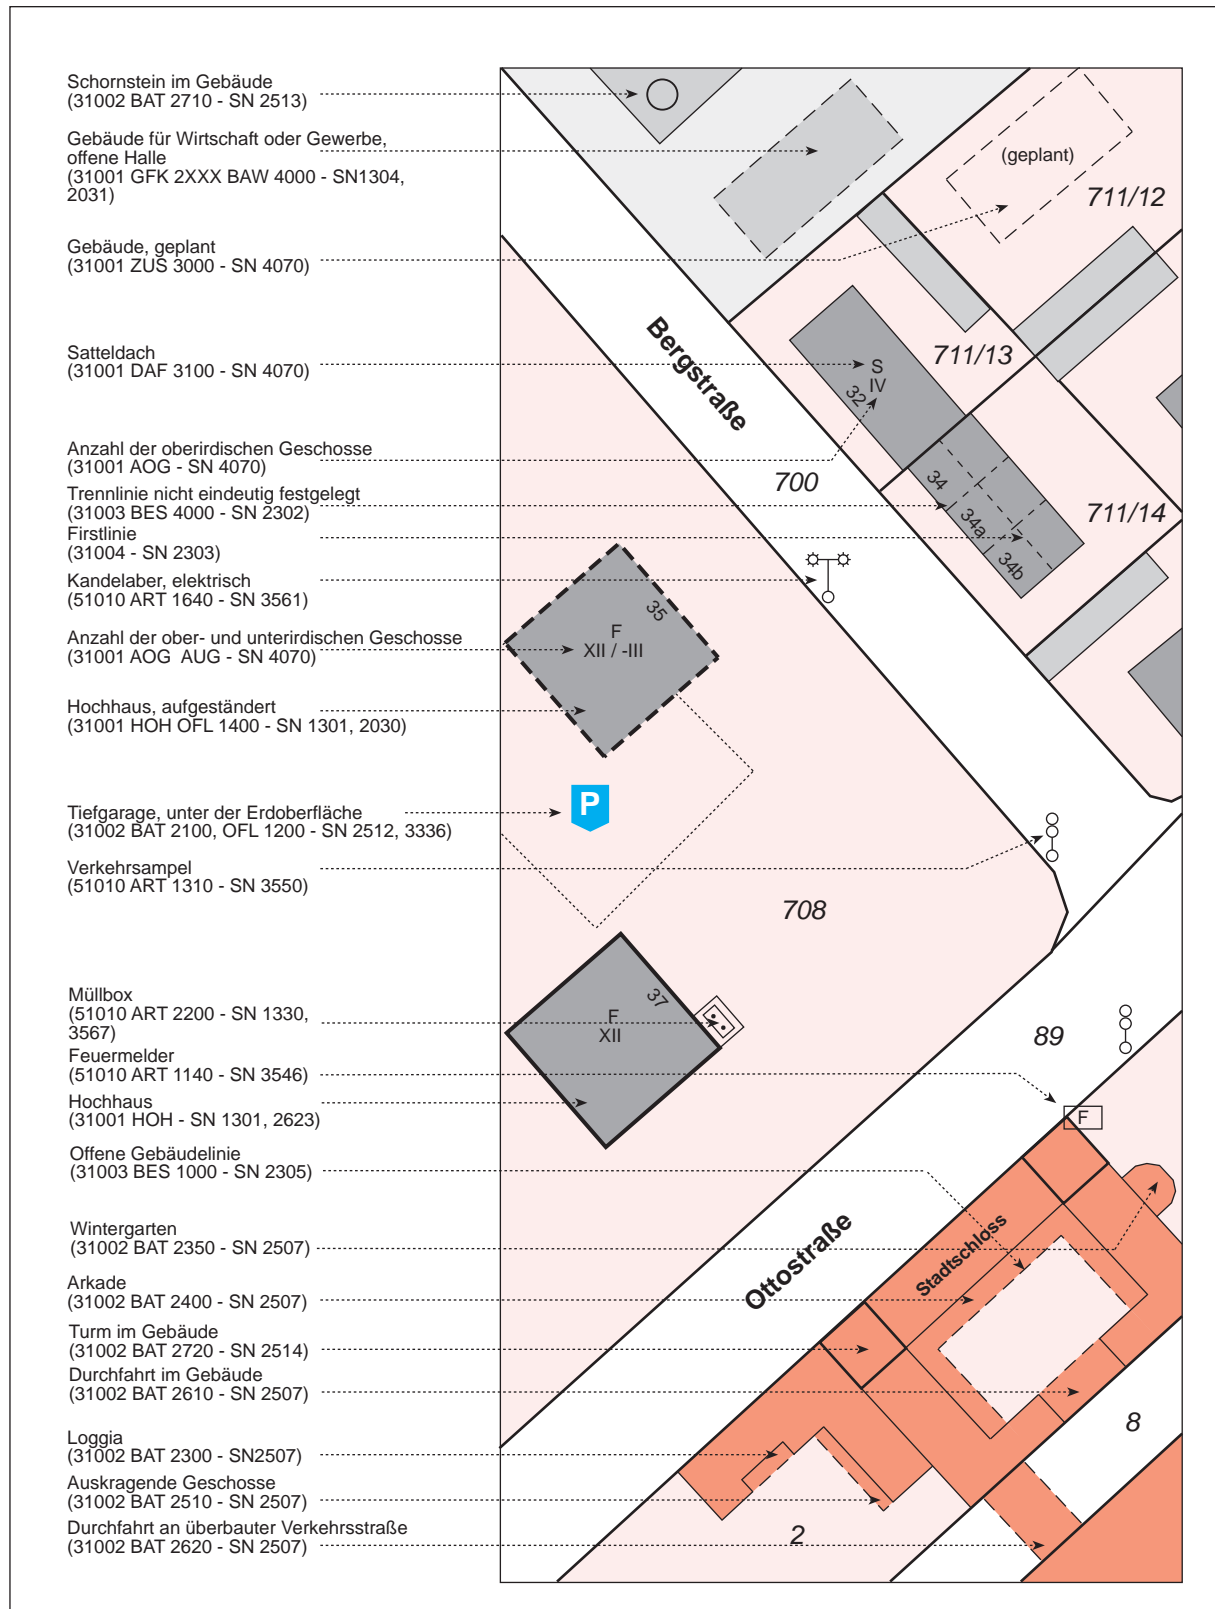 Schornstein im Gebäude
(31002 BAT 2710 - SN 2513)
Gebäude für Wirtschaft oder Gewerbe,
offene Halle
(31001 GFK 2XXX BAW 4000 - SN1304,
2031)
Gebäude, geplant
(31001 ZUS 3000 - SN 4070)
Satteldach
(31001 DAF 3100 - SN 4070)
Anzahl der oberirdischen Geschosse
(31001 AOG - SN 4070)
Trennlinie nicht eindeutig festgelegt
(31003 BES 4000 - SN 2302)
Firstlinie
(31004 - SN 2303)
Kandelaber, elektrisch
(51010 ART 1640 - SN 3561)
Anzahl der ober- und unterirdischen Geschosse
(31001 AOG  AUG - SN 4070)
Hochhaus, aufgeständert
(31001 HOH OFL 1400 - SN 1301, 2030)
Tiefgarage, unter der Erdoberfläche
(31002 BAT 2100, OFL 1200 - SN 2512, 3336)
Verkehrsampel
(51010 ART 1310 - SN 3550)
Müllbox
(51010 ART 2200 - SN 1330,
3567)
Feuermelder
(51010 ART 1140 - SN 3546)
Hochhaus
(31001 HOH - SN 1301, 2623)
Offene Gebäudelinie
(31003 BES 1000 - SN 2305)
Wintergarten
(31002 BAT 2350 - SN 2507)
Arkade
(31002 BAT 2400 - SN 2507)
Turm im Gebäude
(31002 BAT 2720 - SN 2514)
Durchfahrt im Gebäude
(31002 BAT 2610 - SN 2507)
Loggia
(31002 BAT 2300 - SN2507)
Auskragende Geschosse
(31002 BAT 2510 - SN 2507)
Durchfahrt an überbauter Verkehrsstraße
(31002 BAT 2620 - SN 2507)
(geplant)
711/12
Bergstraße
711/13
S
IV
32
700
34
34a
34b
711/14
35
F
XII / -III
P
708
37
F
XII
89
F
Ottostraße
Stadtschloss
8
2